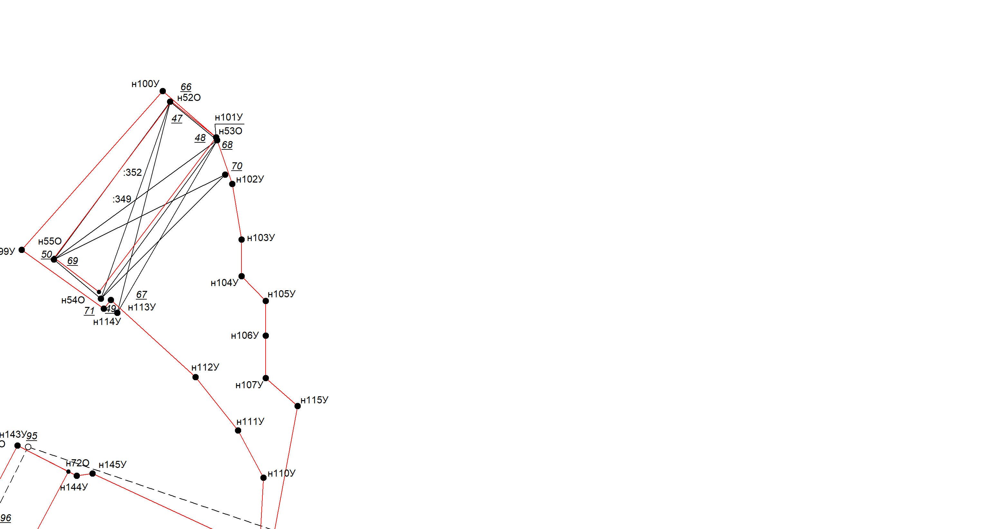 н100У
66
н52О
47
н101У
н53О
48
68
70
н102У
:352
:349
н103У
н55О
99У
50
69
н104У
н105У
67
н54О
н113У
71
49
н114У
н106У
н112У
н107У
н115У
н111У
н143У
95
О
н72О
н145У
н110У
н144У
96